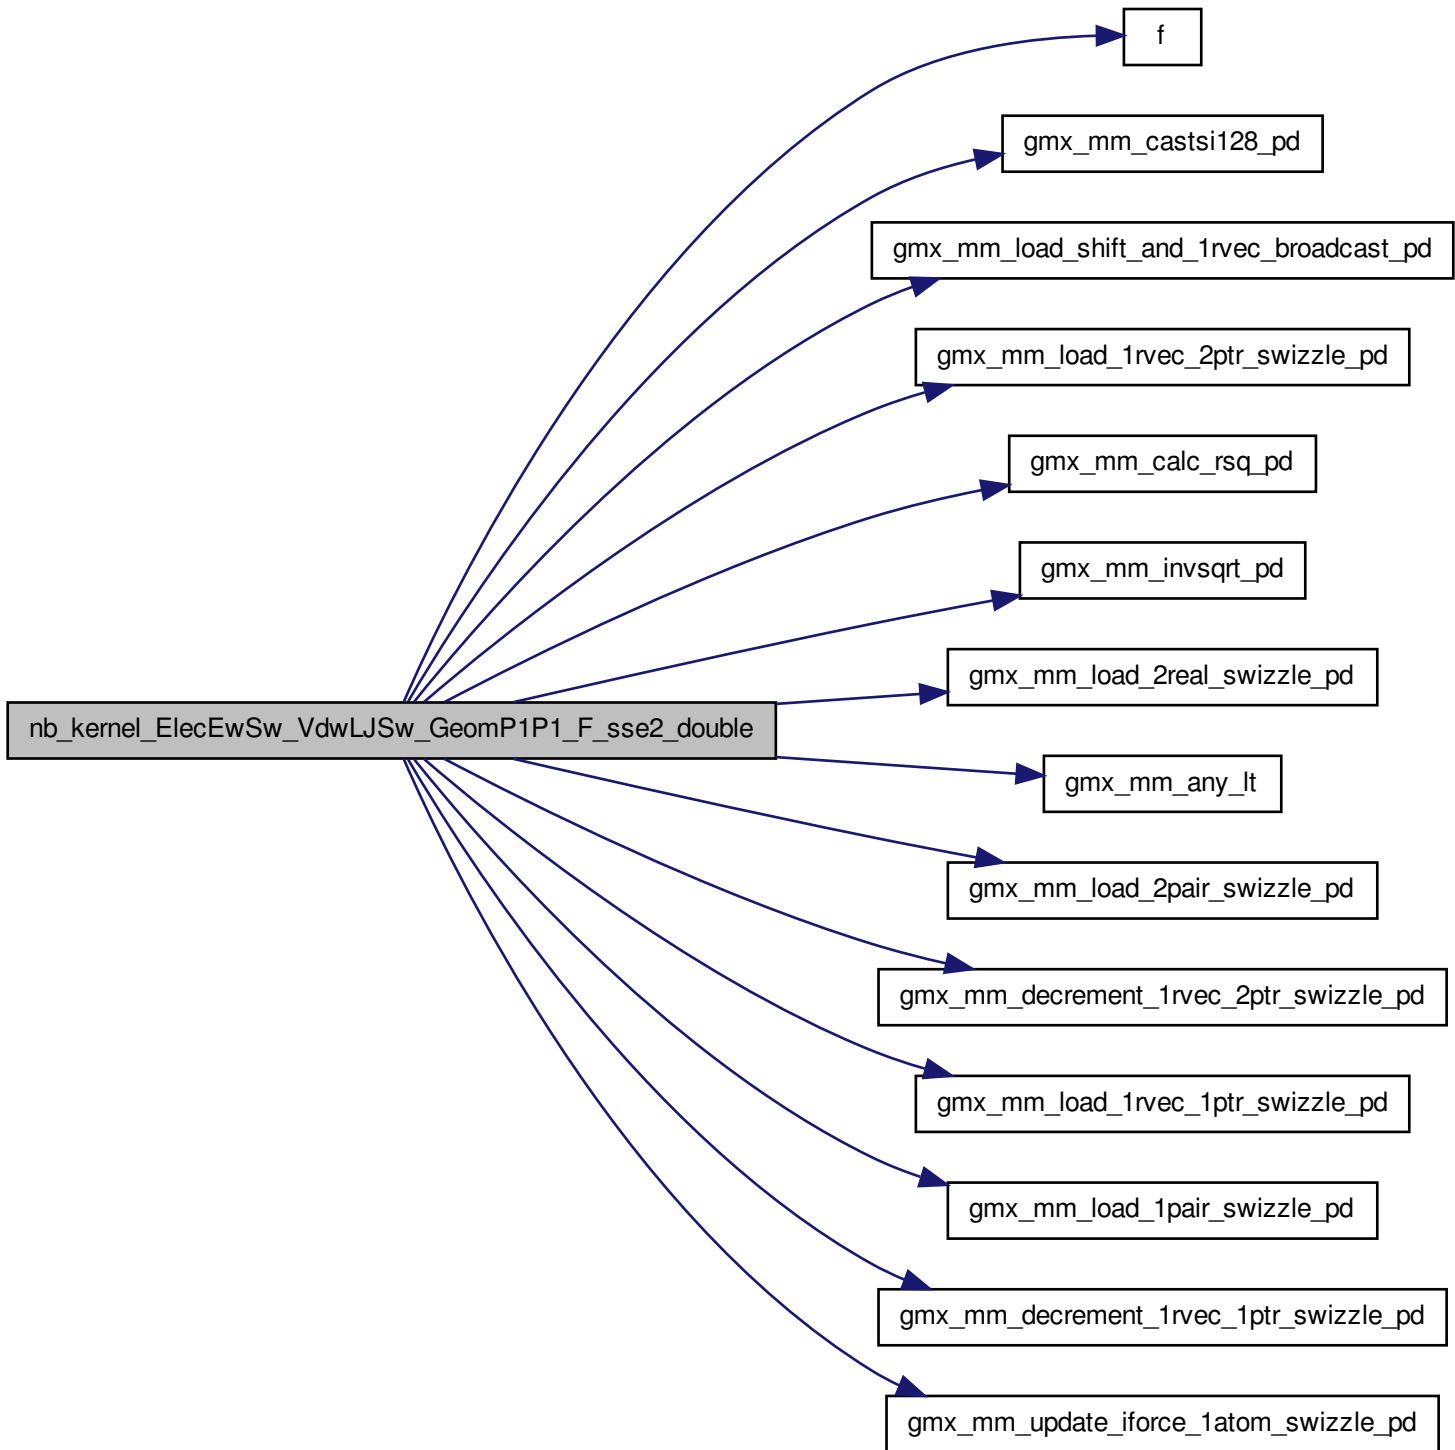 f
gmx_mm_castsi128_pd
gmx_mm_load_shift_and_1rvec_broadcast_pd
gmx_mm_load_1rvec_2ptr_swizzle_pd
gmx_mm_calc_rsq_pd
gmx_mm_invsqrt_pd
gmx_mm_load_2real_swizzle_pd
nb_kernel_ElecEwSw_VdwLJSw_GeomP1P1_F_sse2_double
gmx_mm_any_lt
gmx_mm_load_2pair_swizzle_pd
gmx_mm_decrement_1rvec_2ptr_swizzle_pd
gmx_mm_load_1rvec_1ptr_swizzle_pd
gmx_mm_load_1pair_swizzle_pd
gmx_mm_decrement_1rvec_1ptr_swizzle_pd
gmx_mm_update_iforce_1atom_swizzle_pd